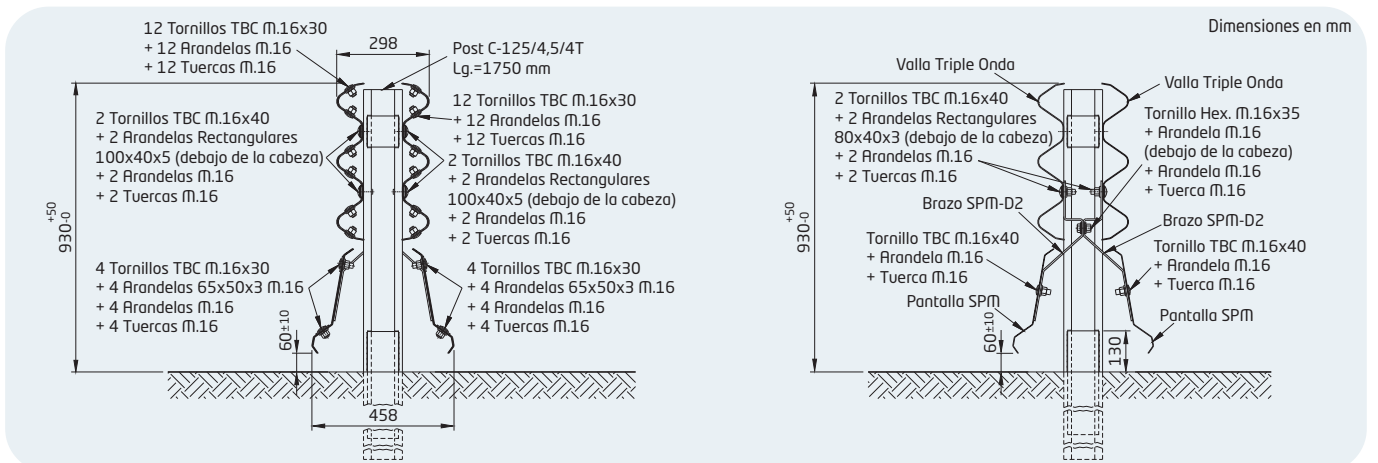 12 Tornillos TBC M.16x30
+ 12 Arandelas M.16
+ 12 Tuercas M.16
298
Post C-125/4,5/4T
Lg.=1750 mm
2 Tornillos TBC M.16x40
+ 2 Arandelas Rectangulares
100x40x5 (debajo de la cabeza)
+ 2 Arandelas M.16
+ 2 Tuercas M.16
12 Tornillos TBC M.16x30
+ 12 Arandelas M.16
+ 12 Tuercas M.16
2 Tornillos TBC M.16x40
+ 2 Arandelas Rectangulares
100x40x5 (debajo de la cabeza)
+ 2 Arandelas M.16
+ 2 Tuercas M.16
930 +50 -0
4 Tornillos TBC M.16x30
+ 4 Arandelas 65x50x3 M.16
+ 4 Arandelas M.16
+ 4 Tuercas M.16
4 Tornillos TBC M.16x30
+ 4 Arandelas 65x50x3 M.16
+ 4 Arandelas M.16
+ 4 Tuercas M.16
60±10
458
Dimensiones en mm
Valla Triple Onda
Valla Triple Onda
2 Tornillos TBC M.16x40
+ 2 Arandelas Rectangulares
80x40x3 (debajo de la cabeza)
+ 2 Arandelas M.16
+ 2 Tuercas M.16
Tornillo Hex. M.16x35
+ Arandela M.16
(debajo de la cabeza)
+ Arandela M.16
+ Tuerca M.16
930 +50 -0
Brazo SPM-D2
Brazo SPM-D2
Tornillo TBC M.16x40
+ Arandela M.16
+ Tuerca M.16
Tornillo TBC M.16x40
+ Arandela M.16
+ Tuerca M.16
Pantalla SPM
Pantalla SPM
60±10
130